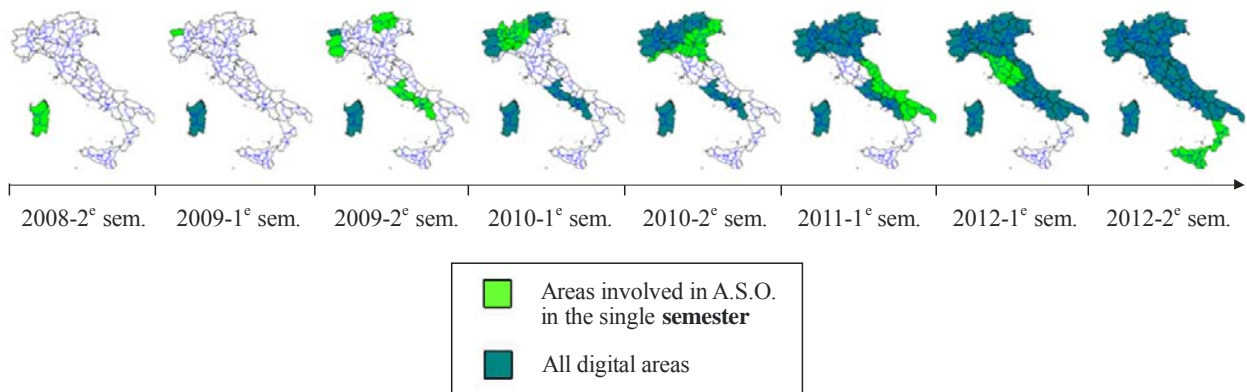 2008-2e sem. 2009-1e sem. 2009-2e sem. 2010-1e sem. 2010-2e sem. 2011-1e sem. 2012-1e sem. 2012-2e sem.
Areas involved in A.S.O.
in the single semester
All digital areas